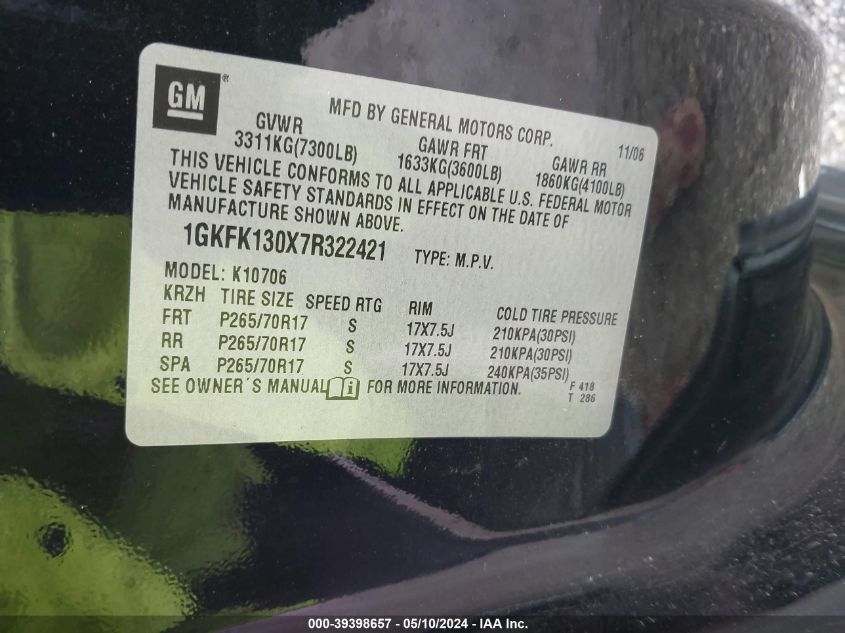 GM®
MFD BY GENERAL MOTORS CORP. 11/06
GVWR GAWR FRT GAWR RR
3311KG(7300LB) 1633KG(3600LB) 1860KG(4100LB)
THIS VEHICLE CONFORMS TO ALL APPLICABLE U.S. FEDERAL MOTOR
VEHICLE SAFETY STANDARDS IN EFFECT ON THE DATE OF
MANUFACTURE SHOWN ABOVE.
1GKFK130X7R322421 TYPE: M.P.V.
MODEL: K10706
KRZH TIRE SIZE SPEED RTG RIM COLD TIRE PRESSURE
FRT P265/70R17 S 17X7.5J 210KPA(30PSI)
RR P265/70R17 S 17X7.5J 210KPA(30PSI)
SPA P265/70R17 S 17X7.5J 240KPA(35PSI)
SEE OWNER'S MANUAL i FOR MORE INFORMATION. F 418
T 286
000-39398657 - 05/10/2024 - IAA Inc.